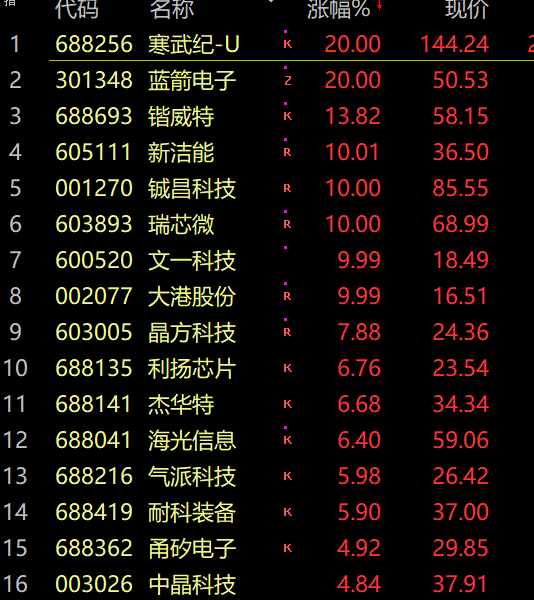 代码 名称 涨幅% 现价
1 688256 寒武纪-U K 20.00 144.24
2 301348 蓝箭电子 Z 20.00 50.53
3 688693 锴威特 K 13.82 58.15
4 605111 新洁能 R 10.01 36.50
5 001270 铖昌科技 R 10.00 85.55
6 603893 瑞芯微 R 10.00 68.99
7 600520 文一科技 9.99 18.49
8 002077 大港股份 R 9.99 16.51
9 603005 晶方科技 R 7.88 24.36
10 688135 利扬芯片 K 6.76 23.54
11 688141 杰华特 K 6.68 34.34
12 688041 海光信息 K 6.40 59.06
13 688216 气派科技 K 5.98 26.42
14 688419 耐科装备 K 5.90 37.00
15 688362 甬矽电子 K 4.92 29.85
16 003026 中晶科技 4.84 37.91